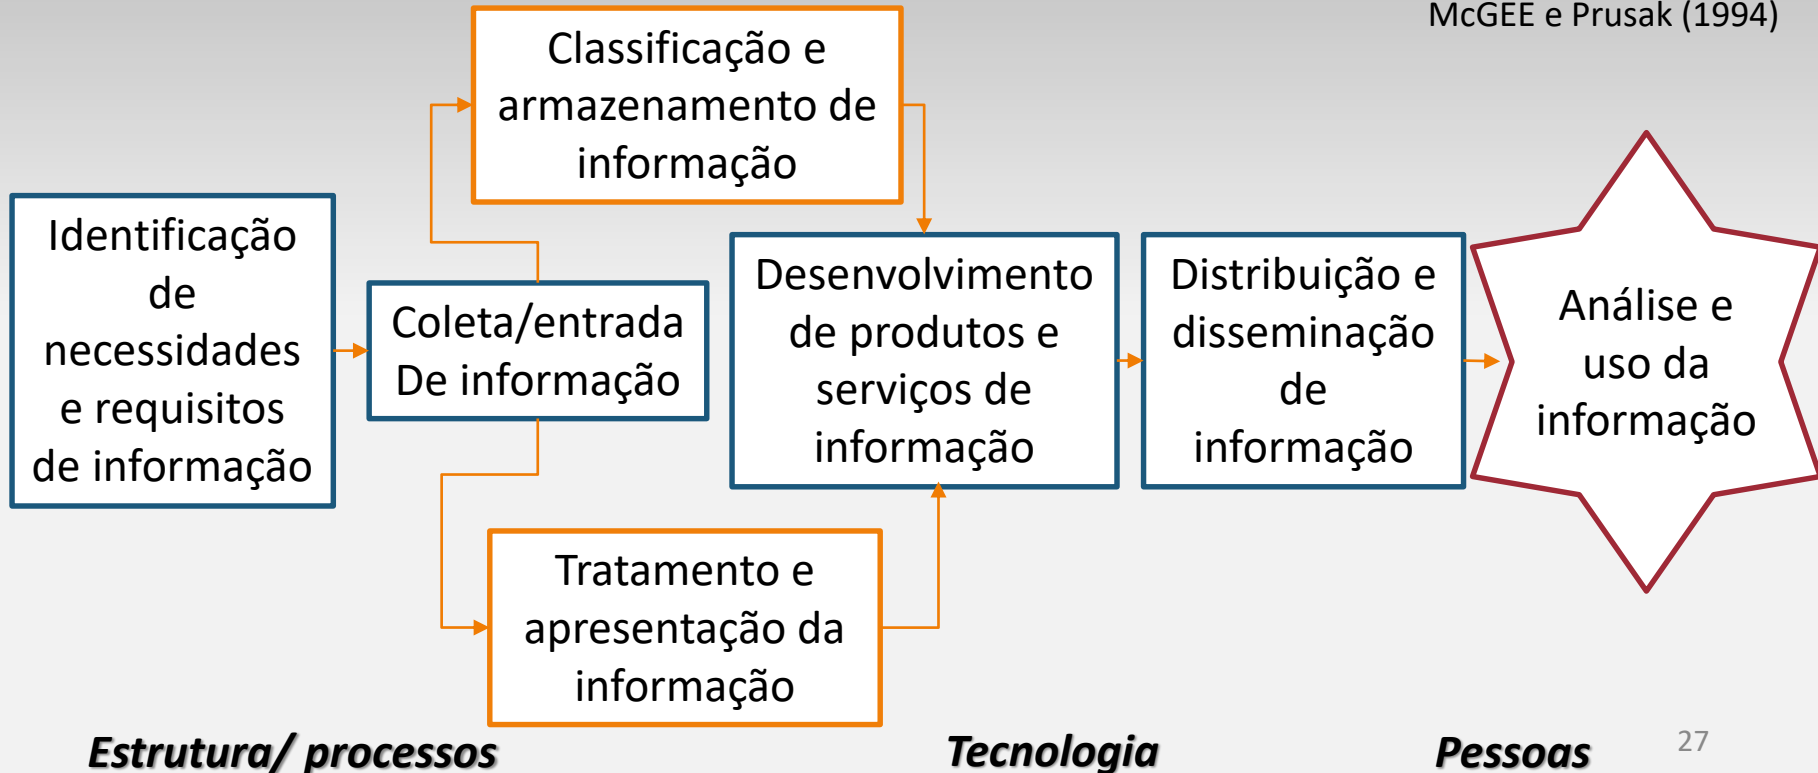 McGEE e Prusak (1994)
Classificação e
armazenamento de
informação
Identificação
de
necessidades
e requisitos
de informação
Coleta/entrada
De informação
Tratamento e
apresentação da
informação
Desenvolvimento
de produtos e
serviços de
informação
Distribuição e
disseminação
de
informação
Análise e
uso da
informação
Estrutura/ processos
Tecnologia
Pessoas
27